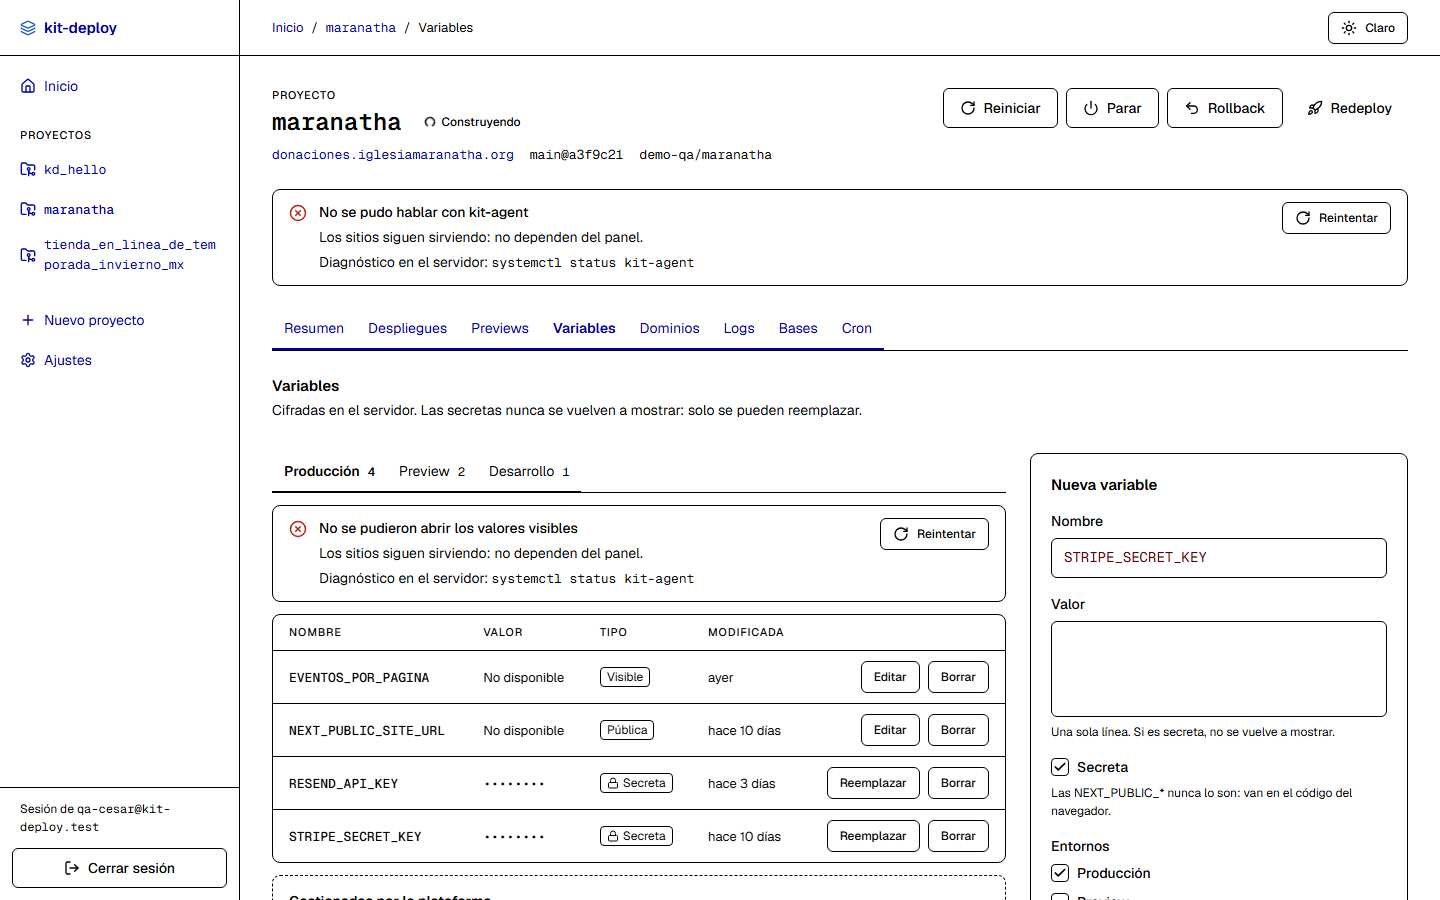 kit-deploy
Inicio / maranatha / Variables
Claro
Inicio
PROYECTOS
kd_hello
maranatha
tienda_en_linea_de_tem
porada_invierno_mx
Nuevo proyecto
Ajustes
Sesión de qa-cesar@kit-
deploy.test
Cerrar sesión
PROYECTO
maranatha Construyendo
donaciones.iglesiamaranatha.org main@a3f9c21 demo-qa/maranatha
Reiniciar Parar Rollback Redeploy
No se pudo hablar con kit-agent
Los sitios siguen sirviendo: no dependen del panel.
Diagnóstico en el servidor: systemctl status kit-agent
Reintentar
Resumen Despliegues Previews Variables Dominios Logs Bases Cron
Variables
Cifradas en el servidor. Las secretas nunca se vuelven a mostrar: solo se pueden reemplazar.
Producción 4 Preview 2 Desarrollo 1
No se pudieron abrir los valores visibles
Los sitios siguen sirviendo: no dependen del panel.
Diagnóstico en el servidor: systemctl status kit-agent
Reintentar
NOMBRE VALOR TIPO MODIFICADA
EVENTOS_POR_PAGINA No disponible Visible ayer Editar Borrar
NEXT_PUBLIC_SITE_URL No disponible Pública hace 10 días Editar Borrar
RESEND_API_KEY •••••••• Secreta hace 3 días Reemplazar Borrar
STRIPE_SECRET_KEY •••••••• Secreta hace 10 días Reemplazar Borrar
Nueva variable
Nombre
STRIPE_SECRET_KEY
Valor
Una sola línea. Si es secreta, no se vuelve a mostrar.
Secreta
Las NEXT_PUBLIC_* nunca lo son: van en el código del
navegador.
Entornos
Producción